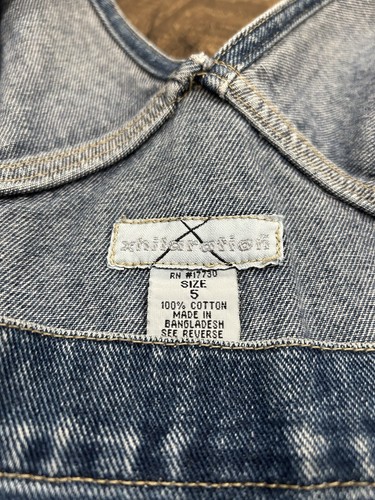 xhilaration
RN #17730
SIZE
5
100% COTTON
MADE IN
BANGLADESH
SEE REVERSE